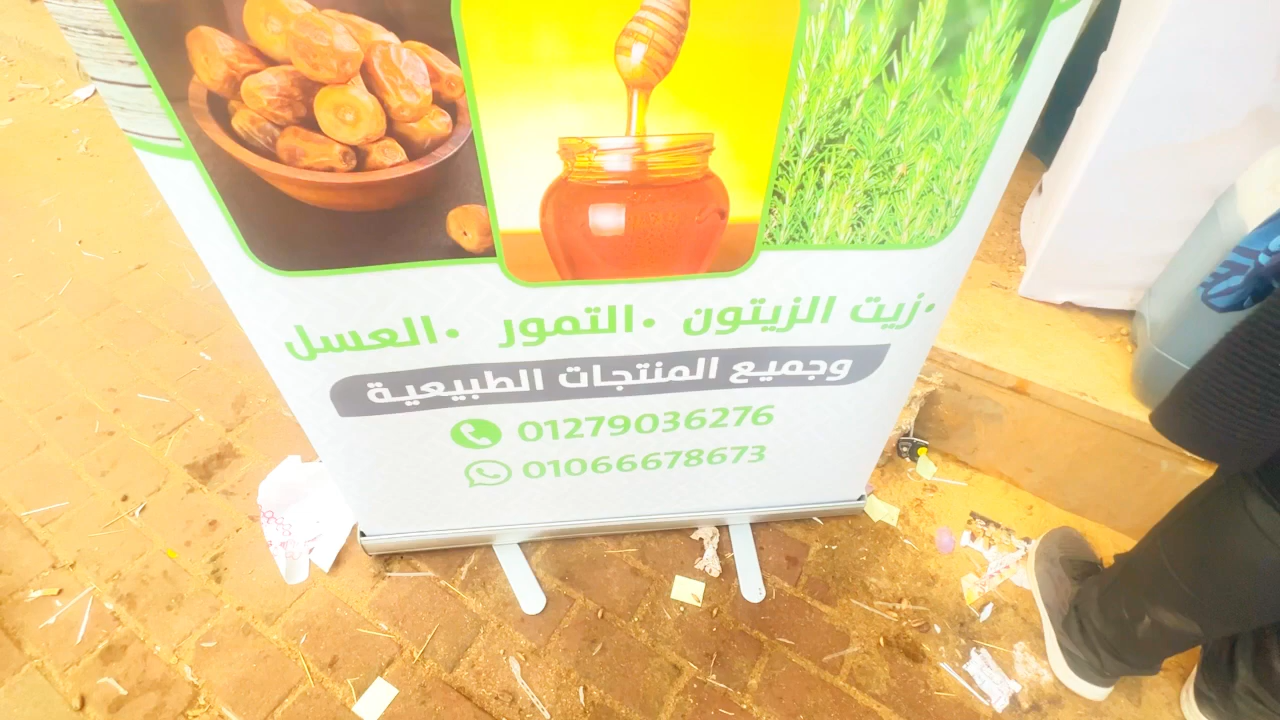 •زيت الزيتون •التمور •العسل
وجميع المنتجات الطبيعية
01279036276
01066678673